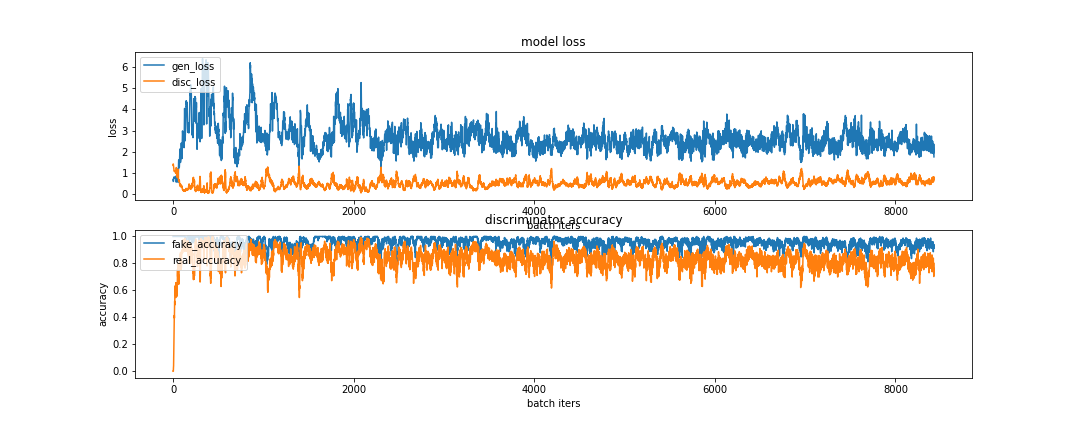 model loss
6
5
4
3
2
1
0
loss
gen_loss
disc_loss
0
2000
4000
6000
8000
batch iters
discriminator accuracy
1.0
0.8
0.6
0.4
0.2
0.0
accuracy
fake_accuracy
real_accuracy
0
2000
4000
6000
8000
batch iters